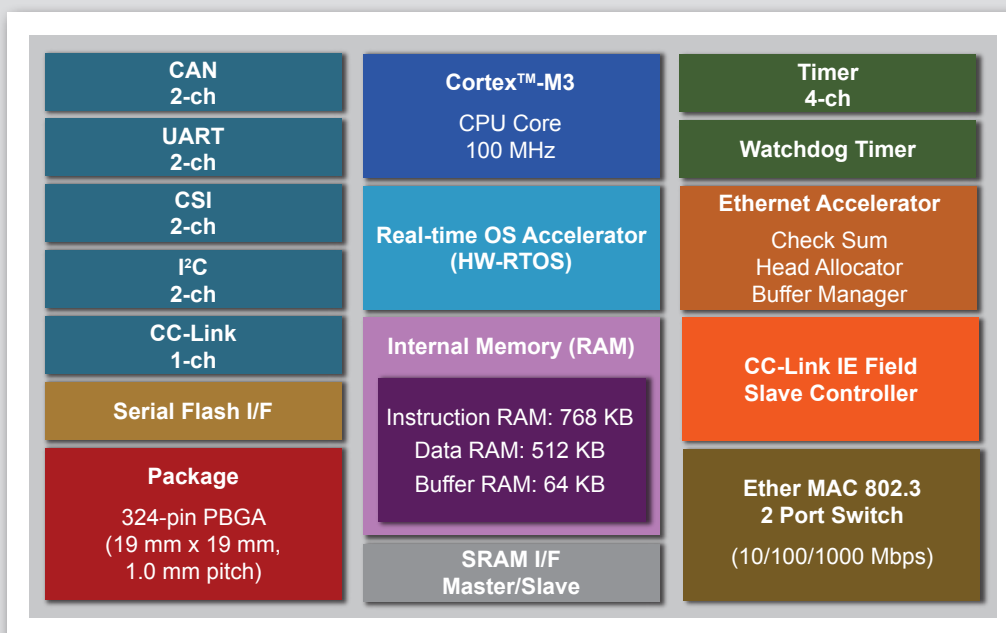 CAN
2-ch
UART
2-ch
CSI
2-ch
I²C
2-ch
CC-Link
1-ch
Serial Flash I/F
Package
324-pin PBGA
(19 mm x 19 mm,
1.0 mm pitch)
Cortex™-M3
CPU Core
100 MHz
Real-time OS Accelerator
(HW-RTOS)
Internal Memory (RAM)
Instruction RAM: 768 KB
Data RAM: 512 KB
Buffer RAM: 64 KB
SRAM I/F
Master/Slave
Timer
4-ch
Watchdog Timer
Ethernet Accelerator
Check Sum
Head Allocator
Buffer Manager
CC-Link IE Field
Slave Controller
Ether MAC 802.3
2 Port Switch
(10/100/1000 Mbps)